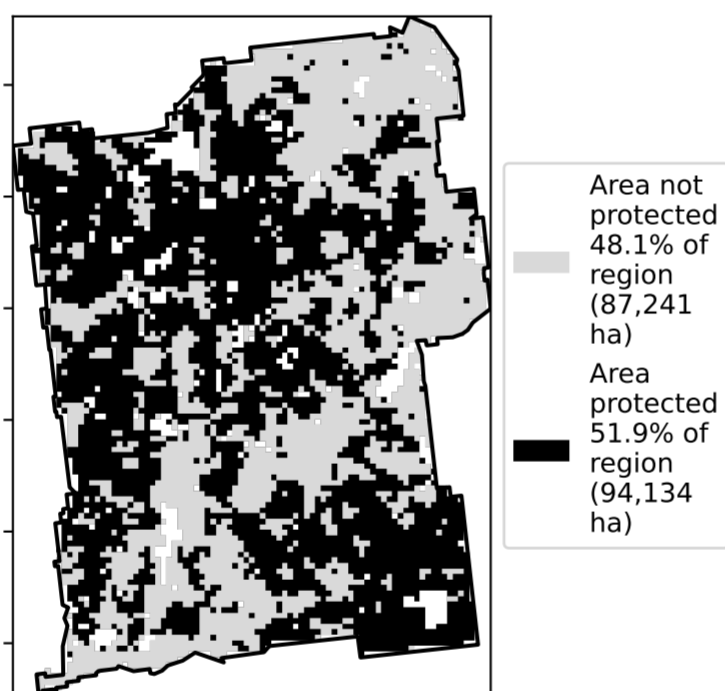 Area not
protected
48.1% of
region
(87,241
ha)
Area
protected
51.9% of
region
(94,134
ha)